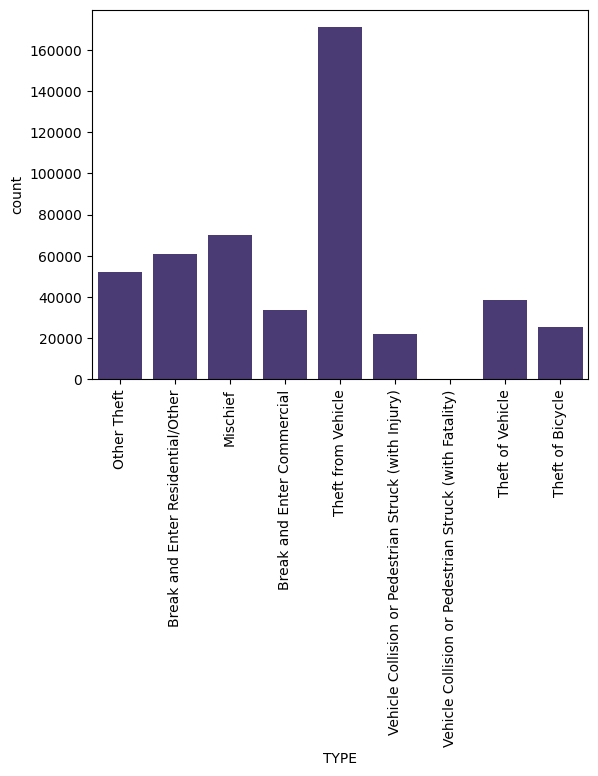 160000
140000
120000
100000
80000
60000
40000
20000
0
count
Other Theft
Break and Enter Residential/Other
Mischief
Break and Enter Commercial
Theft from Vehicle
Vehicle Collision or Pedestrian Struck (with Injury)
Vehicle Collision or Pedestrian Struck (with Fatality)
Theft of Vehicle
Theft of Bicycle
TYPE